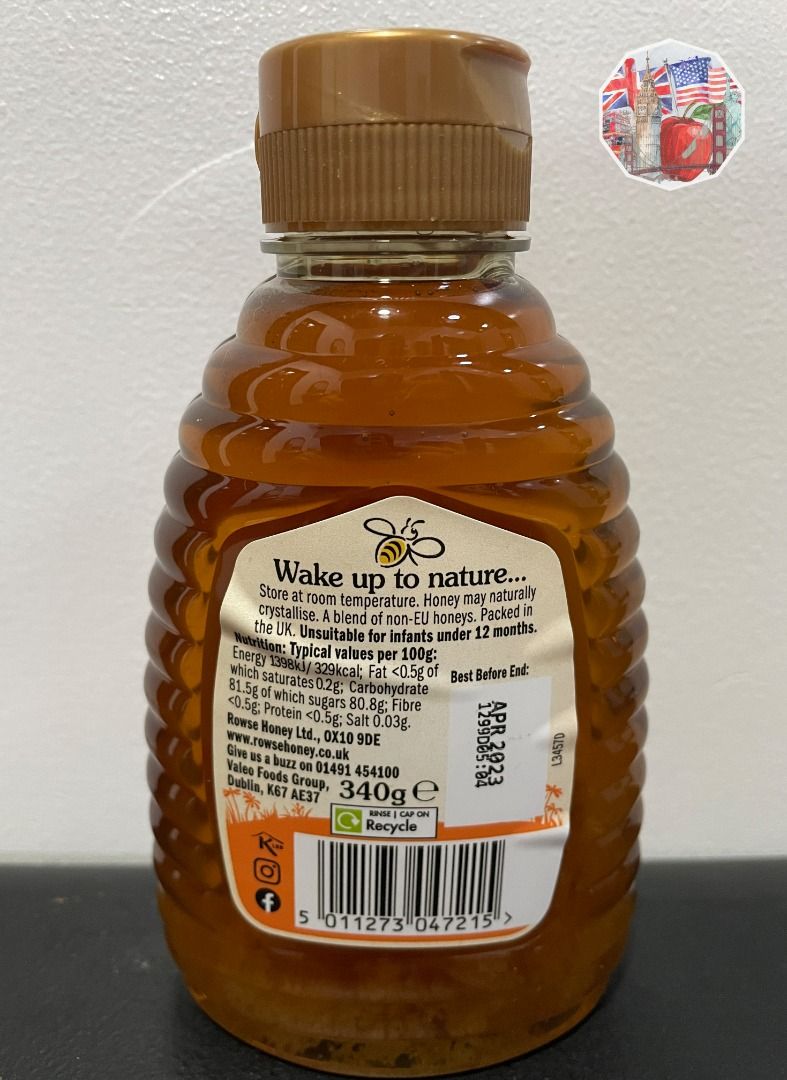 Wake up to nature...
Store at room temperature. Honey may naturally
crystallise. A blend of non-EU honeys. Packed in
the UK. Unsuitable for infants under 12 months.
Nutrition: Typical values per 100g:
Energy 1398kJ/ 329kcal; Fat <0.5g of
which saturates 0.2g; Carbohydrate
81.5g of which sugars 80.8g; Fibre
<0.5g; Protein <0.5g; Salt 0.03g.
Rowse Honey Ltd., OX10 9DE
www.rowsehoney.co.uk
Give us a buzz on 01491 454100
Valeo Foods Group,
Dublin, K67 AE37
340g e
Best Before End:
APR 2023
1259D05:04
L3457D
RINSE | CAP ON
Recycle
KLBD
5 011273 047215 >